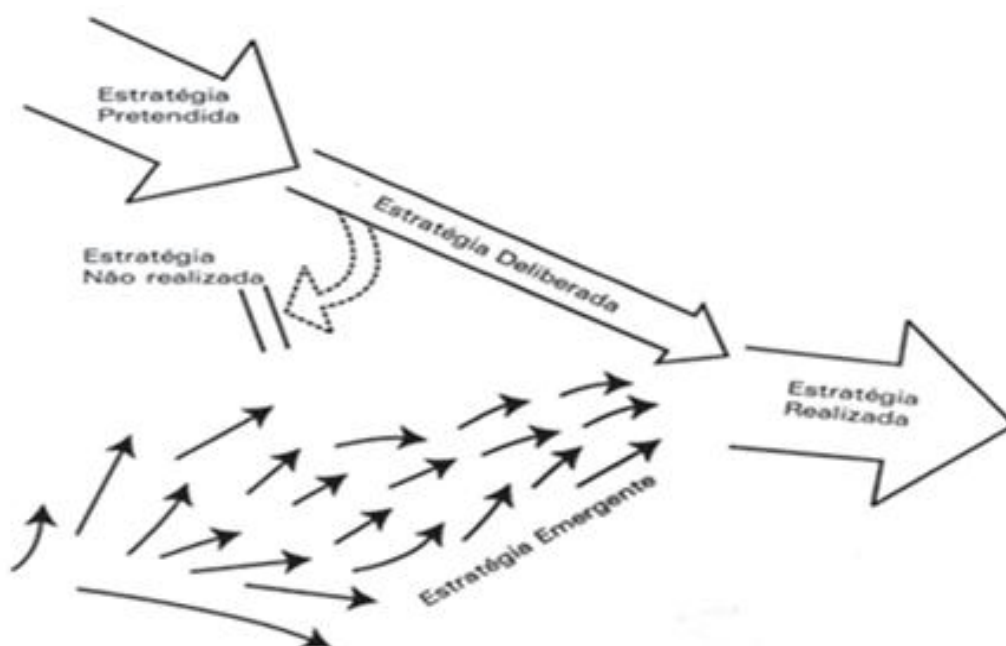 Estratégia
Pretendida
Estratégia Deliberada
Estratégia
Não realizada
Estratégia
Realizada
Estratégia Emergente